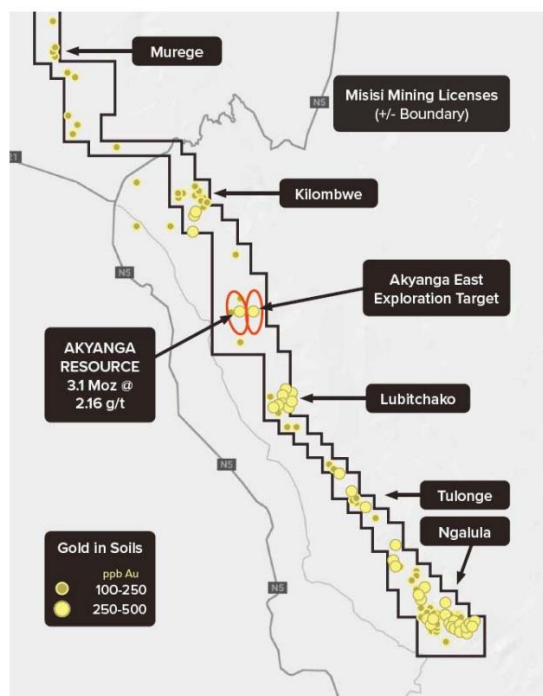 Murege
N5
Misisi Mining Licenses
(+/- Boundary)
Kilombwe
N5
Akyanga East
Exploration Target
AKYANGA
RESOURCE
3.1 Moz @
2.16 g/t
Lubitchako
N5
Tulonge
Ngalula
Gold in Soils
ppb Au
100-250
250-500
N5